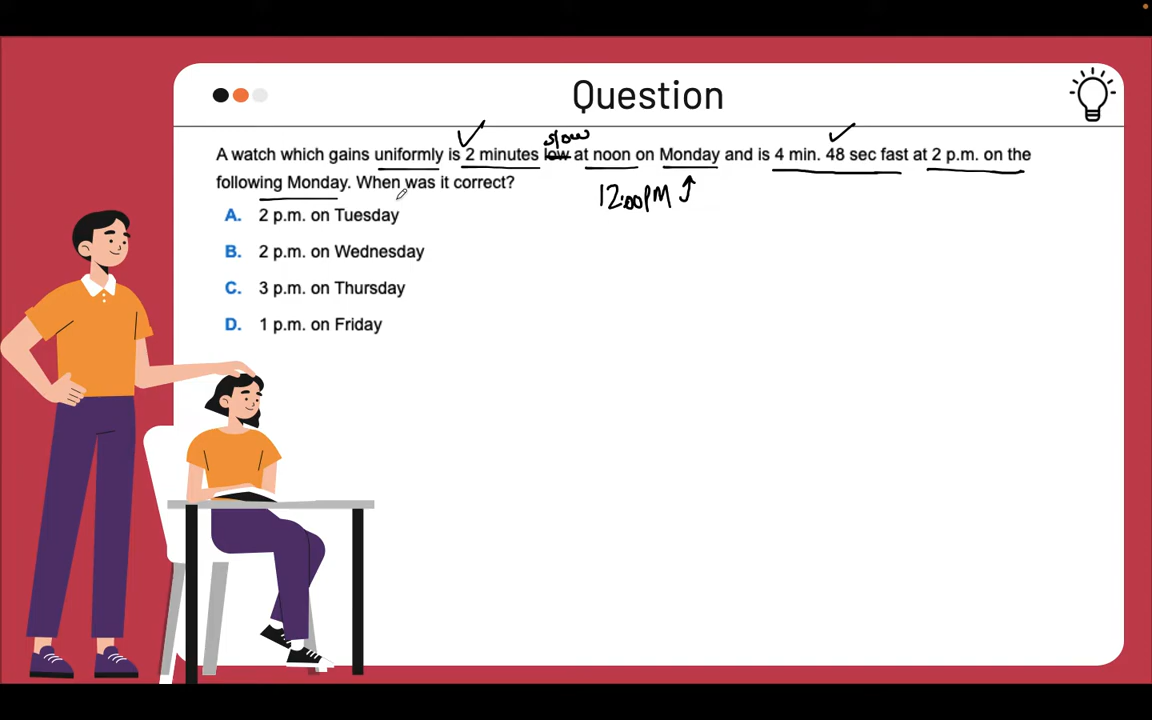 Question
slow
A watch which gains uniformly is 2 minutes low at noon on Monday and is 4 min. 48 sec fast at 2 p.m. on the
following Monday. When was it correct?
12:00PM
A. 2 p.m. on Tuesday
B. 2 p.m. on Wednesday
C. 3 p.m. on Thursday
D. 1 p.m. on Friday